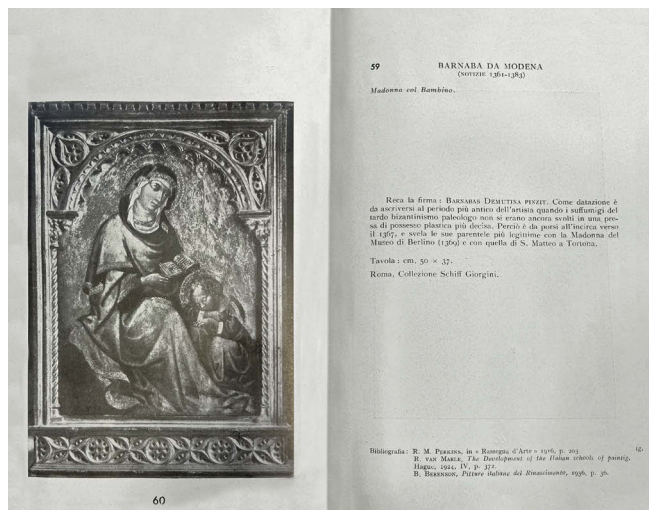 60
59
BARNABA DA MODENA
(NOTIZIE 1361-1383)
Madonna col Bambino.
Reca la firma : BARNABAS DEMUTINA PINZIT. Come datazione è
da ascriversi al periodo più antico dell'artista quando i suffumigi del
tardo bizantinismo paleologo non si erano ancora svolti in una pre-
sa di possesso plastica più decisa. Perciò è da porsi all'incirca verso
il 1367, e svela le sue parentele più legittime con la Madonna del
Museo di Berlino (1369) e con quella di S. Matteo a Tortona.
Tavola : cm. 50 × 37.
Roma, Collezione Schiff Giorgini.
Bibliografia : R. M. PERKINS, in « Rassegna d'Arte » 1916, p. 203
R. VAN MARLE, The Development of the Italian schools of paintig,
Hague, 1924, IV, p. 372.
B. BERENSON, Pitture italiane del Rinascimento, 1936, p. 36.